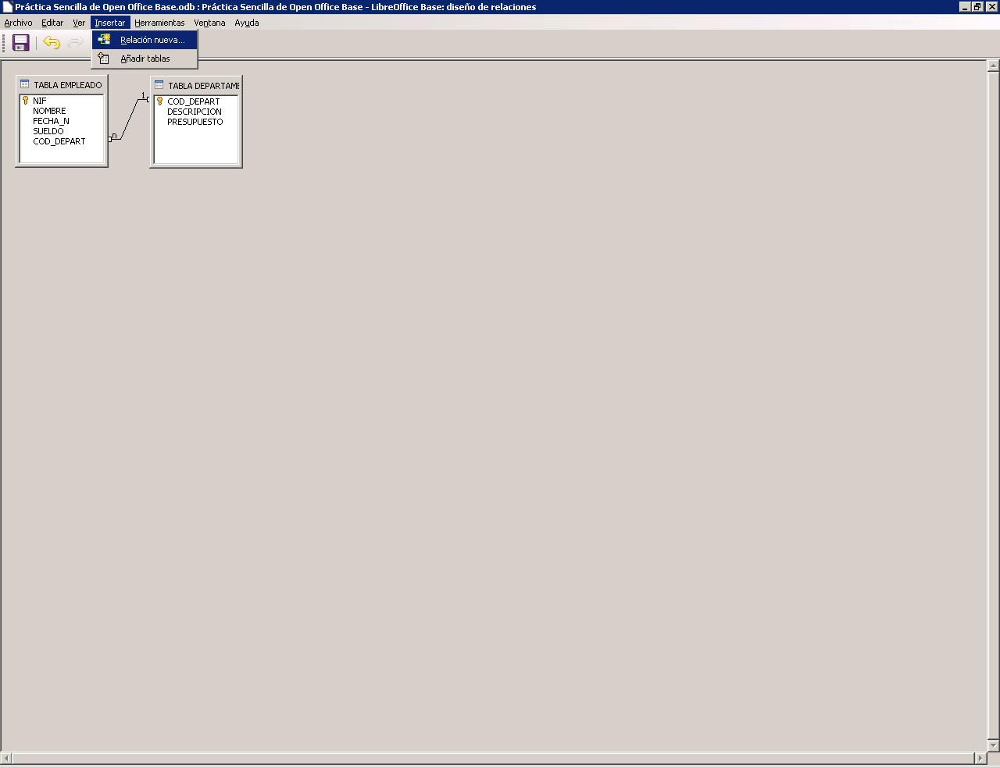 Práctica Sencilla de Open Office Base.odb : Práctica Sencilla de Open Office Base - LibreOffice Base: diseño de relaciones
Archivo Editar Ver Insertar Herramientas Ventana Ayuda
Relación nueva...
Añadir tablas
TABLA EMPLEADO
NIF
NOMBRE
FECHA_N
SUELDO
COD_DEPART
n
1
TABLA DEPARTAME
COD_DEPART
DESCRIPCION
PRESUPUESTO